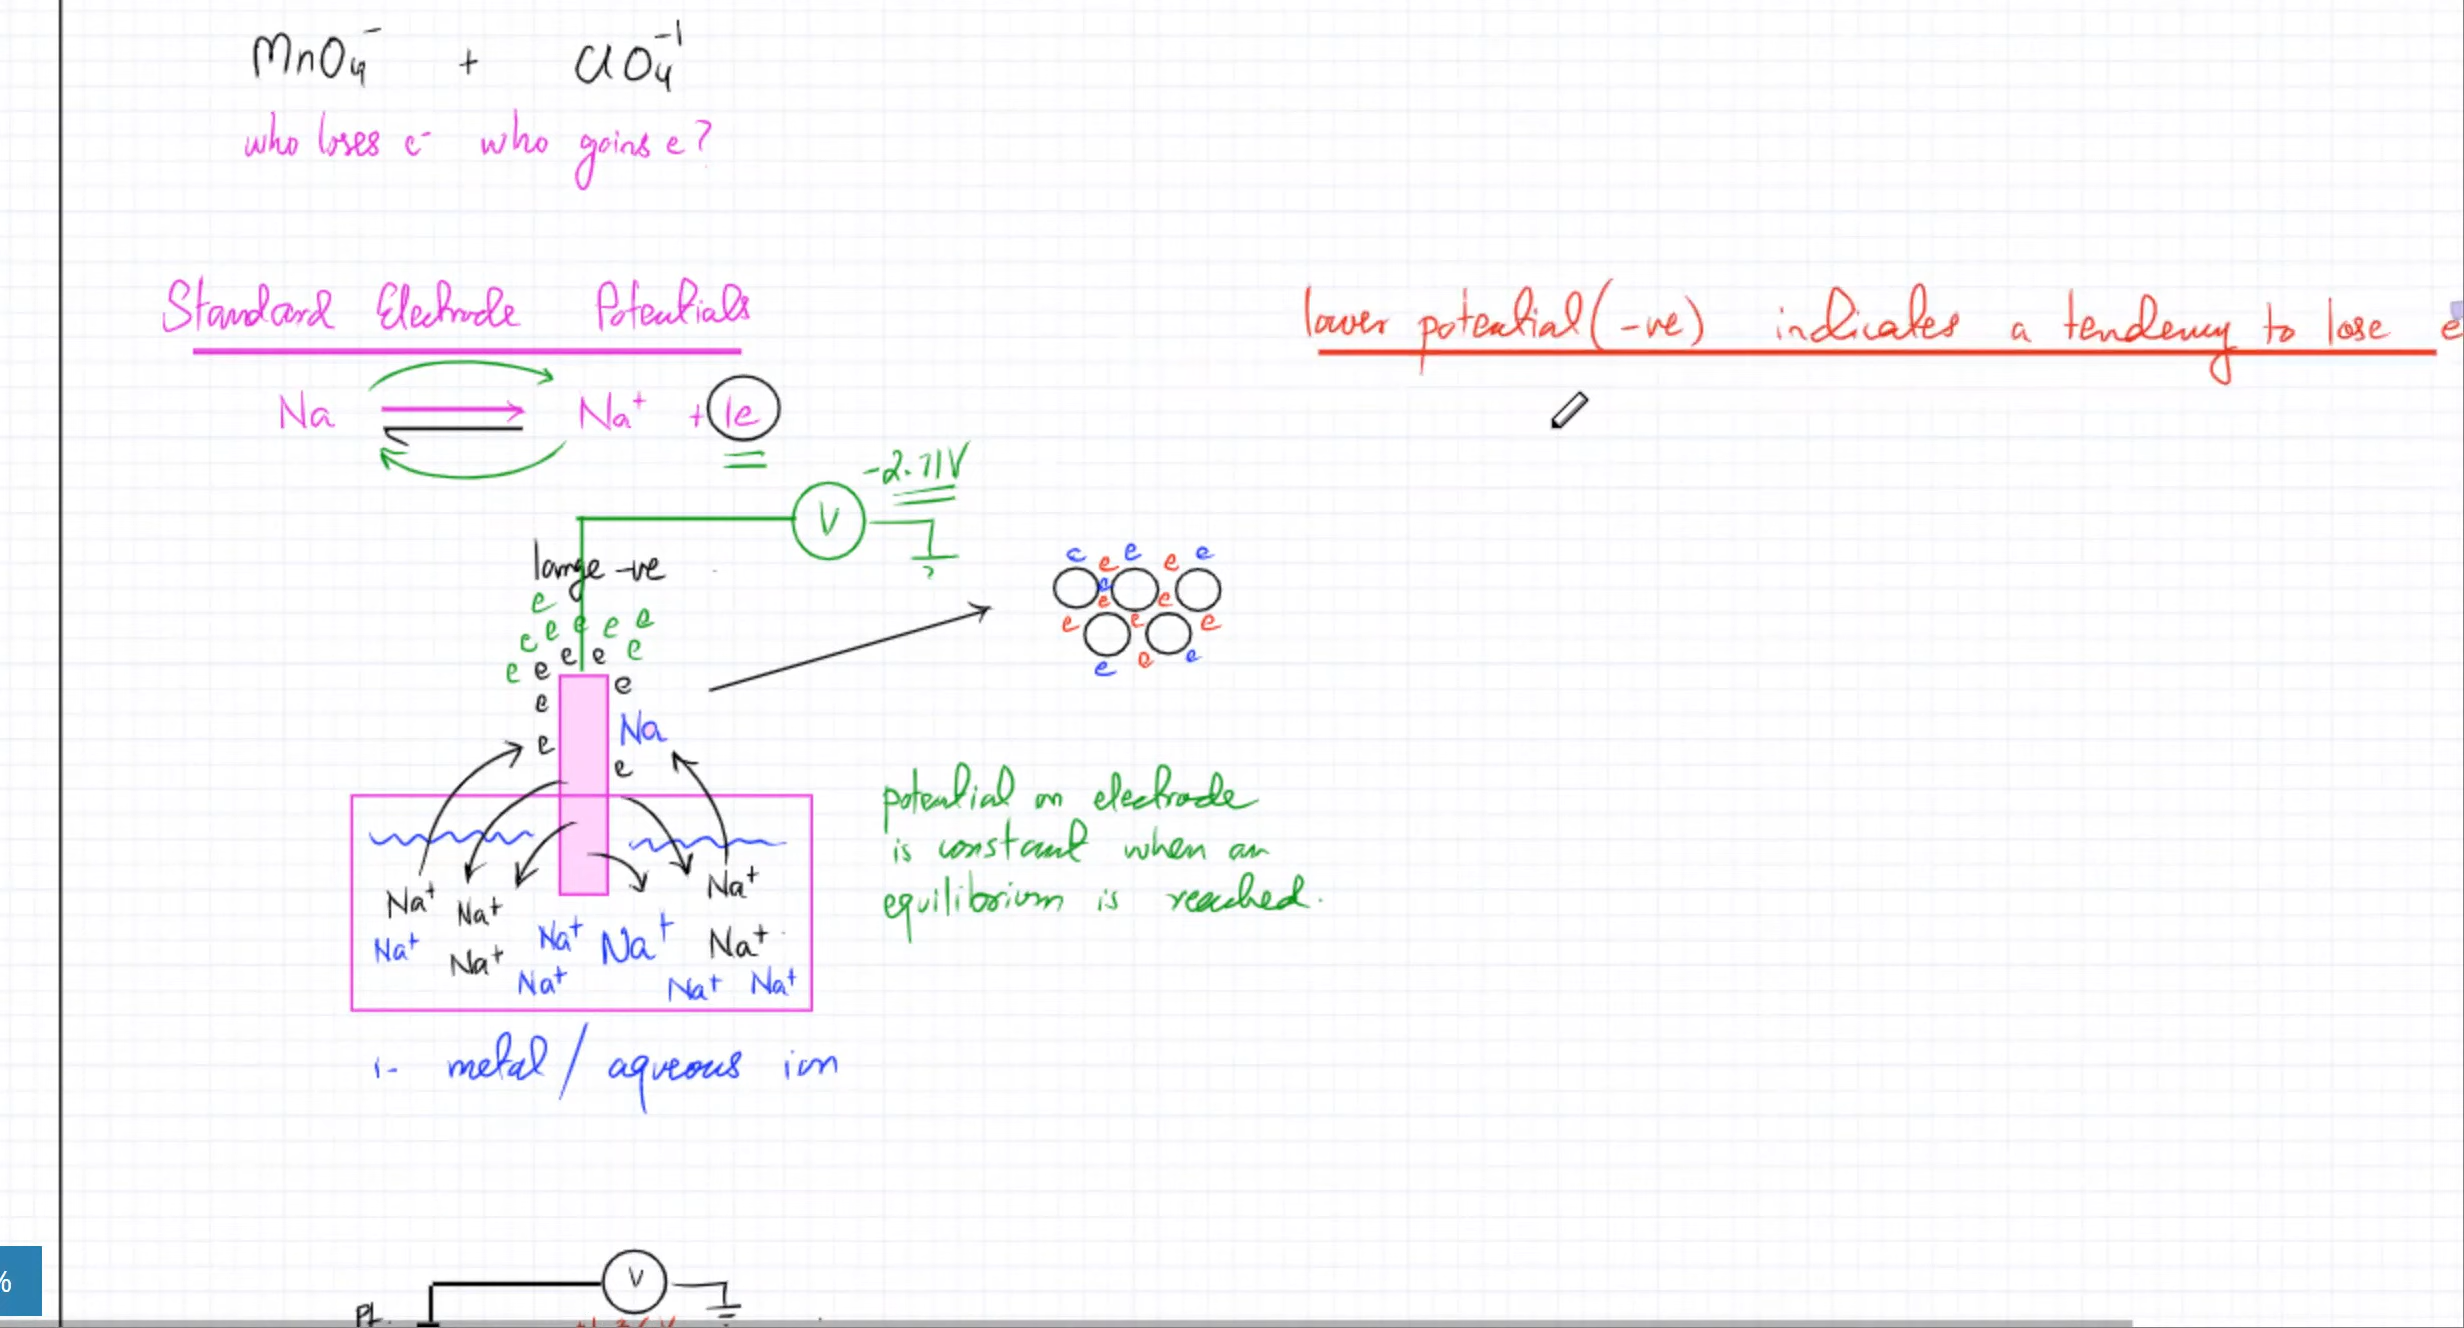 MnO₄⁻ + ClO₄⁻¹
who loses e⁻ who gains e?
Standard Electrode Potentials
lower potential (-ve) indicates a tendency to lose e
Na ⇌ Na⁺ + 1e
-2.71V
V
large -ve
e e e e
e e e e e e
e e e e e e
e e e e
e e e e e
e
e Na
e e
potential on electrode
is constant when an
equilibrium is reached.
Na⁺ Na⁺ Na⁺
Na⁺ Na⁺ Na⁺ Na⁺ Na⁺
Na⁺ Na⁺ Na⁺
1- metal / aqueous ion
%
V
Pt.